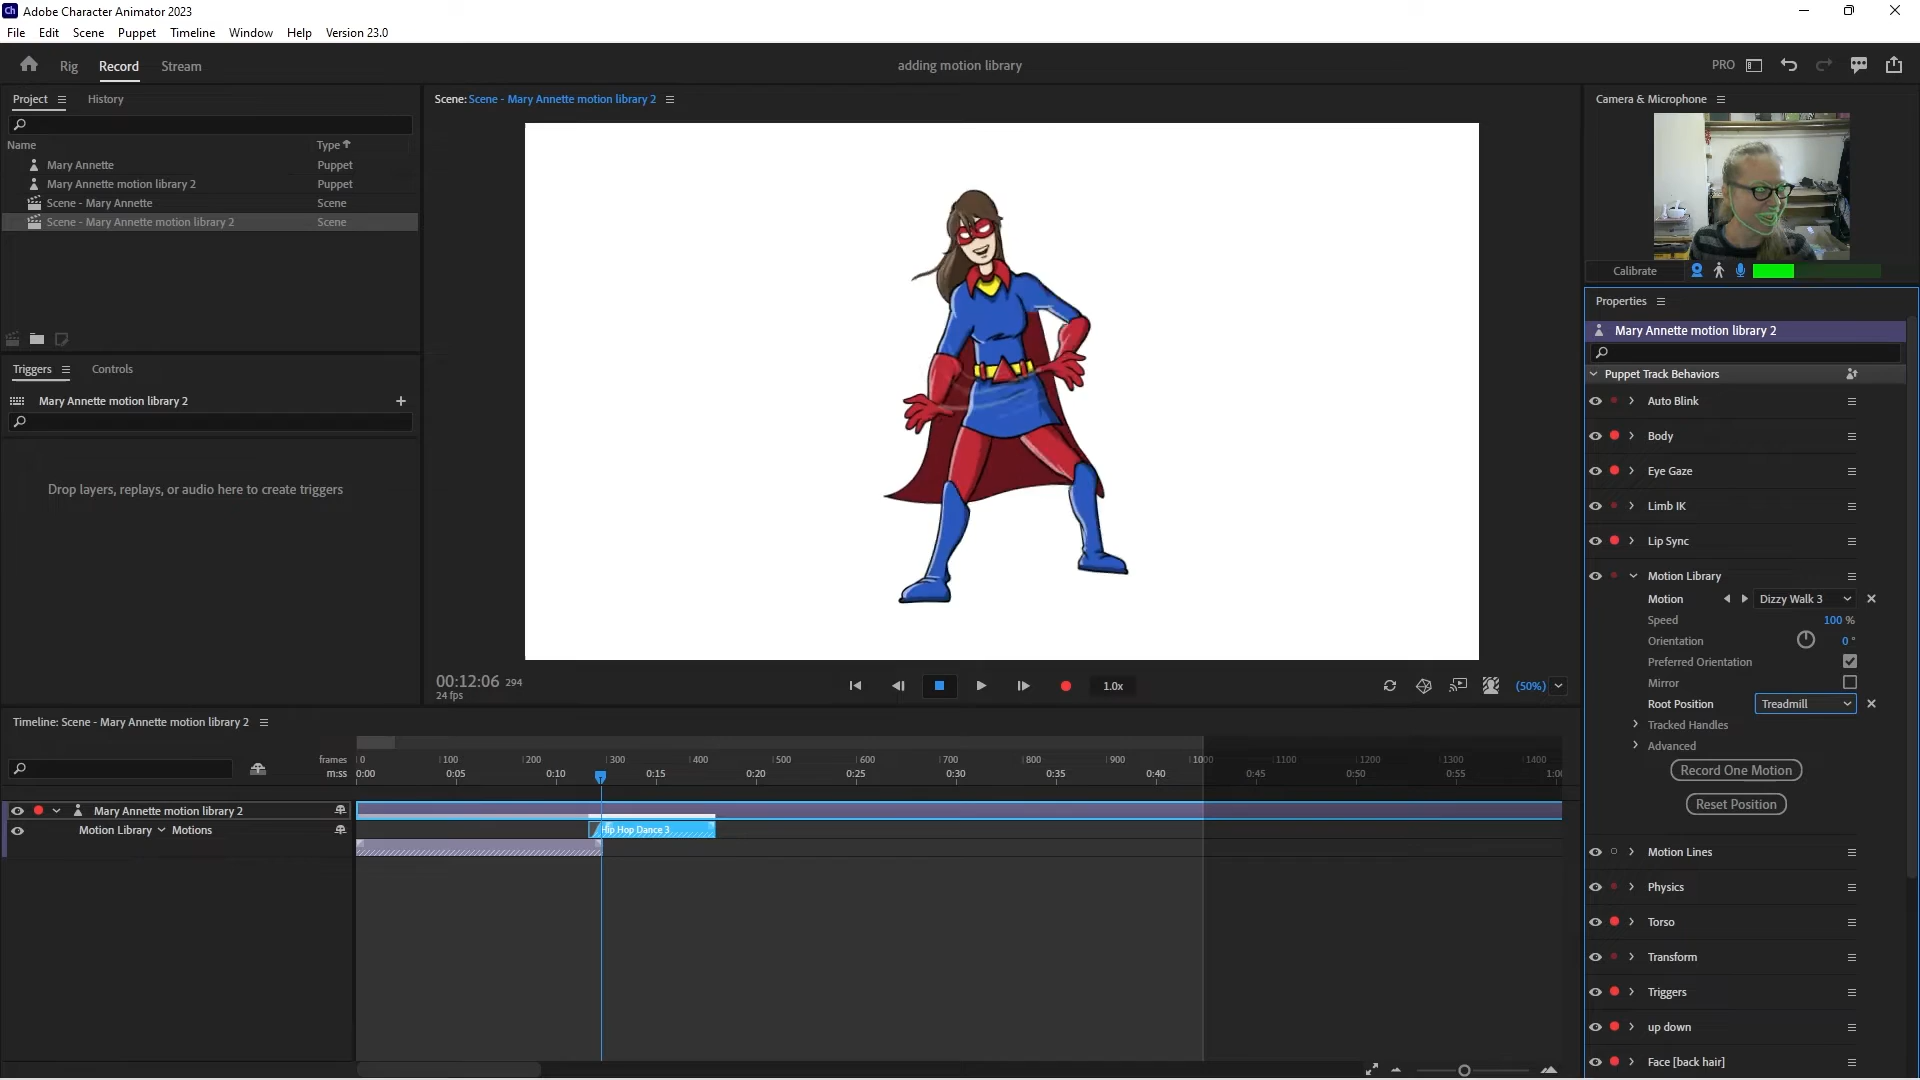 Ch Adobe Character Animator 2023
File Edit Scene Puppet Timeline Window Help Version 23.0
Rig Record Stream
adding motion library
PRO
Project History
Name Type
Mary Annette Puppet
Mary Annette motion library 2 Puppet
Scene - Mary Annette Scene
Scene - Mary Annette motion library 2 Scene
Triggers Controls
Mary Annette motion library 2
Drop layers, replays, or audio here to create triggers
Scene: Scene - Mary Annette motion library 2
00:12:06 294
24 fps
1.0x
(50%)
Camera & Microphone
Calibrate
Properties
Mary Annette motion library 2
Puppet Track Behaviors
Auto Blink
Body
Eye Gaze
Limb IK
Lip Sync
Motion Library
Motion Dizzy Walk 3
Speed 100 %
Orientation 0 °
Preferred Orientation
Mirror
Root Position Treadmill
Tracked Handles
Advanced
Record One Motion
Reset Position
Motion Lines
Physics
Torso
Transform
Triggers
up down
Face [back hair]
Timeline: Scene - Mary Annette motion library 2
frames 0 100 200 300 400 500 600 700 800 900 1000 1100 1200 1300 1400
m:ss 0:00 0:05 0:10 0:15 0:20 0:25 0:30 0:35 0:40 0:45 0:50 0:55 1:0
Mary Annette motion library 2
Motion Library Motions
Hip Hop Dance 3